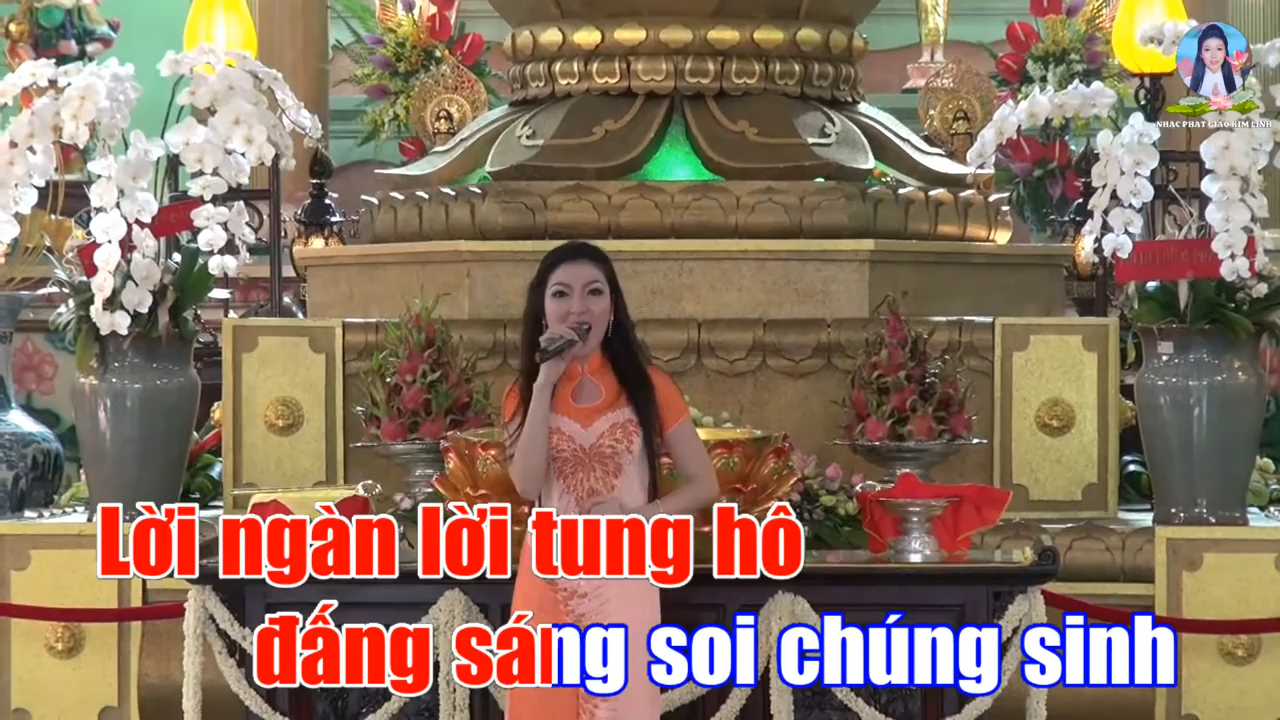 NHẠC PHẬT GIÁO KIM LINH
Lời ngàn lời tung hô
đấng sáng soi chúng sinh